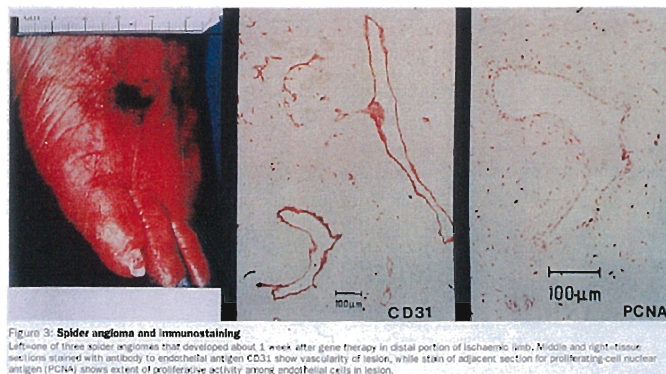 cm
100μm
CD31
100μm
PCNA
Figure 3: Spider angioma and immunostaining
Left=one of three spider angiomas that developed about 1 week after gene therapy in distal portion of ischaemic limb. Middle and right=tissue
sections stained with antibody to endothelial antigen CD31 show vascularity of lesion, while stain of adjacent section for proliferating-cell nuclear
antigen (PCNA) shows extent of proliferative activity among endothelial cells in lesion.